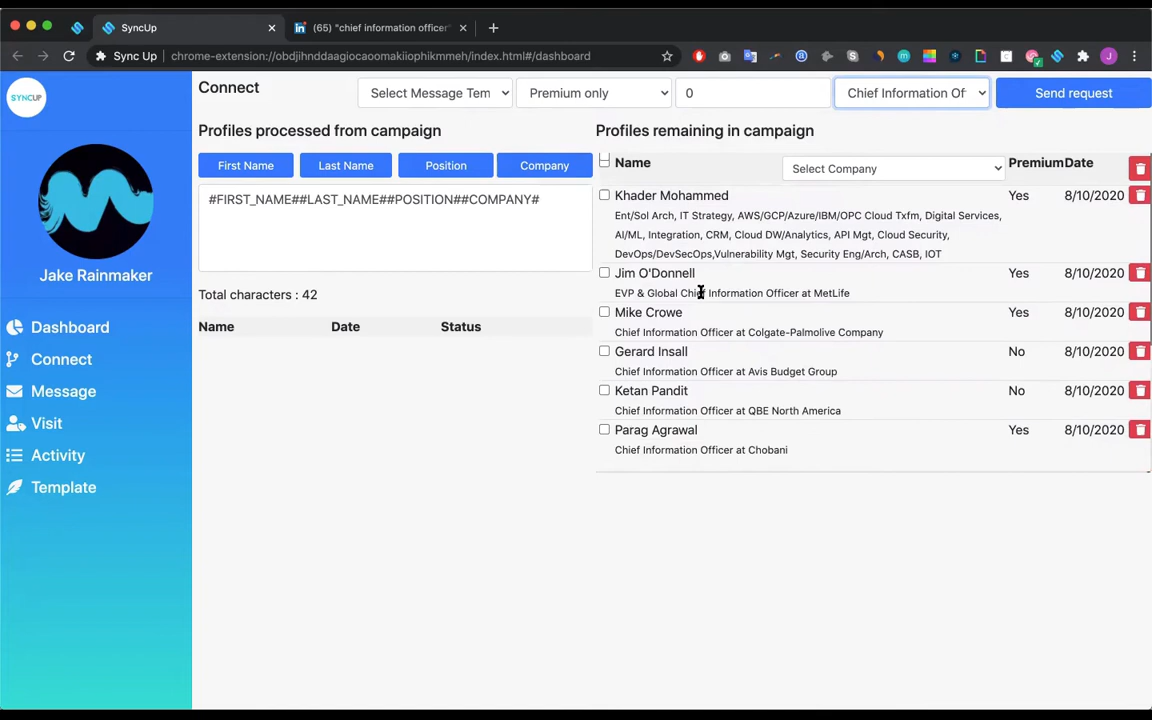 SyncUp
(65) "chief information officer"
Sync Up
chrome-extension://obdjihnddaagiocaoomakiiophikmmeh/index.html#/dashboard
SYNCUP
Jake Rainmaker
Dashboard
Connect
Message
Visit
Activity
Template
Connect
Select Message Tem
Premium only
0
Chief Information Of
Send request
Profiles processed from campaign
First Name
Last Name
Position
Company
#FIRST_NAME##LAST_NAME##POSITION##COMPANY#
Total characters : 42
Name Date Status
Profiles remaining in campaign
Name Select Company Premium Date
Khader Mohammed Yes 8/10/2020
Ent/Sol Arch, IT Strategy, AWS/GCP/Azure/IBM/OPC Cloud Txfm, Digital Services,
AI/ML, Integration, CRM, Cloud DW/Analytics, API Mgt, Cloud Security,
DevOps/DevSecOps,Vulnerability Mgt, Security Eng/Arch, CASB, IOT
Jim O'Donnell Yes 8/10/2020
EVP & Global Chief Information Officer at MetLife
Mike Crowe Yes 8/10/2020
Chief Information Officer at Colgate-Palmolive Company
Gerard Insall No 8/10/2020
Chief Information Officer at Avis Budget Group
Ketan Pandit No 8/10/2020
Chief Information Officer at QBE North America
Parag Agrawal Yes 8/10/2020
Chief Information Officer at Chobani